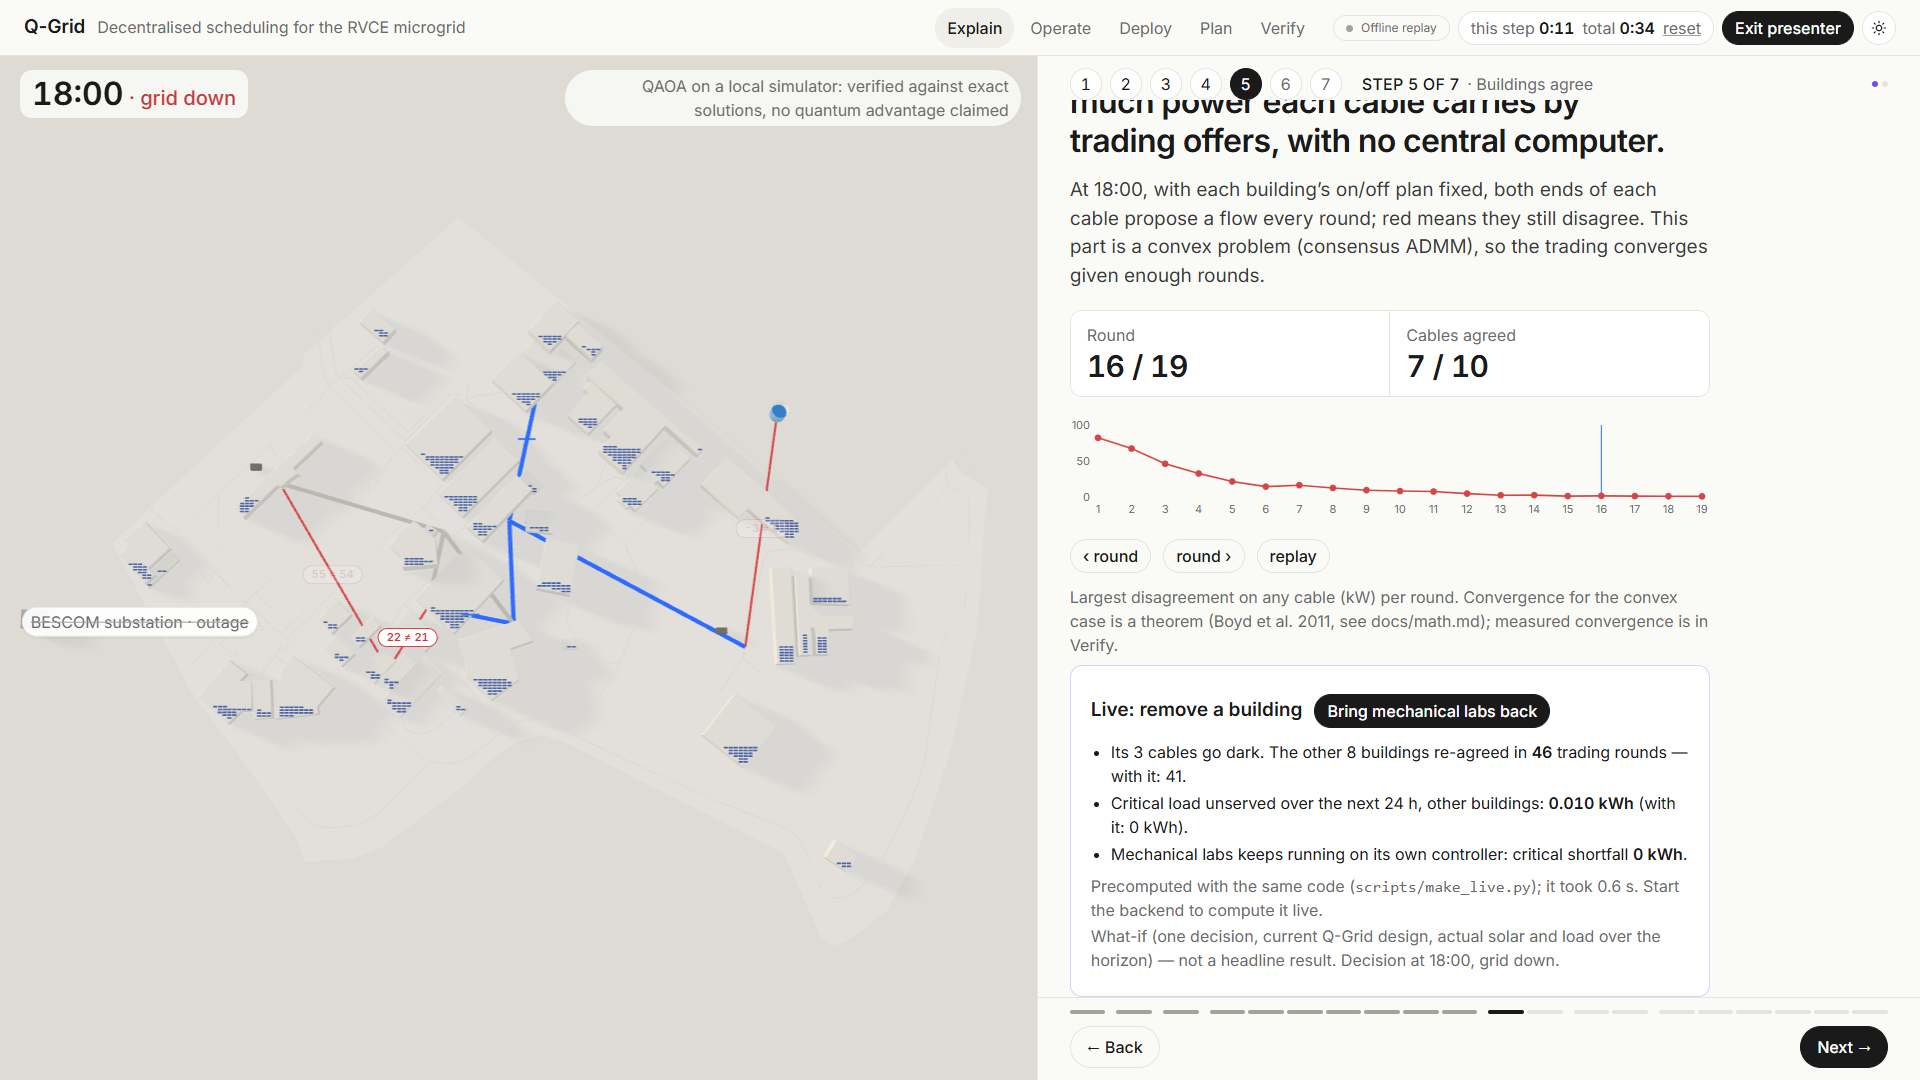 Q-Grid Decentralised scheduling for the RVCE microgrid
Explain Operate Deploy Plan Verify
Offline replay
this step 0:11 total 0:34 reset
Exit presenter
18:00 · grid down
QAOA on a local simulator: verified against exact
solutions, no quantum advantage claimed
BESCOM substation · outage
55 ≠ 54
22 ≠ 21
1 2 3 4 5 6 7 STEP 5 OF 7 · Buildings agree
much power each cable carries by
trading offers, with no central computer.
At 18:00, with each building’s on/off plan fixed, both ends of each
cable propose a flow every round; red means they still disagree. This
part is a convex problem (consensus ADMM), so the trading converges
given enough rounds.
Round
16 / 19
Cables agreed
7 / 10
100
50
0
1 2 3 4 5 6 7 8 9 10 11 12 13 14 15 16 17 18 19
‹ round round › replay
Largest disagreement on any cable (kW) per round. Convergence for the convex
case is a theorem (Boyd et al. 2011, see docs/math.md); measured convergence is in
Verify.
Live: remove a building Bring mechanical labs back
• Its 3 cables go dark. The other 8 buildings re-agreed in 46 trading rounds —
with it: 41.
• Critical load unserved over the next 24 h, other buildings: 0.010 kWh (with
it: 0 kWh).
• Mechanical labs keeps running on its own controller: critical shortfall 0 kWh.
Precomputed with the same code (scripts/make_live.py); it took 0.6 s. Start
the backend to compute it live.
What-if (one decision, current Q-Grid design, actual solar and load over the
horizon) — not a headline result. Decision at 18:00, grid down.
← Back
Next →